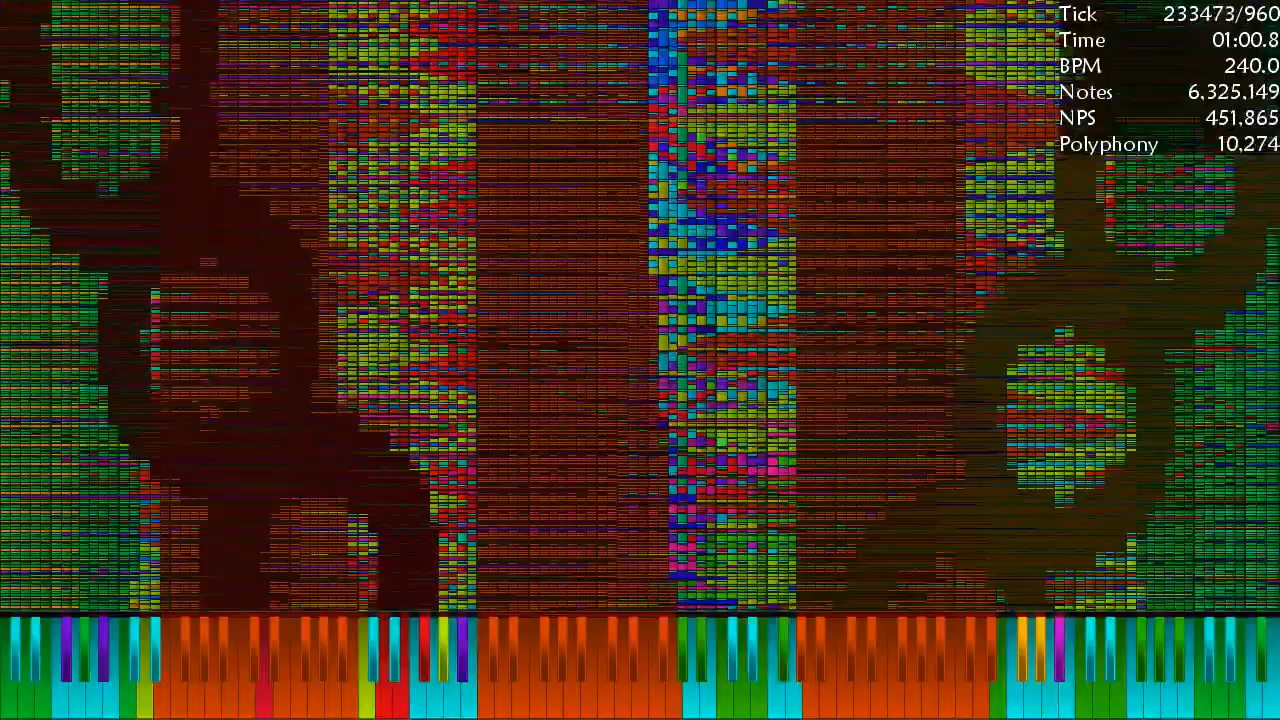 Tick 233473/960
Time 01:00.8
BPM 240.0
Notes 6,325,149
NPS 451,865
Polyphony 10,274